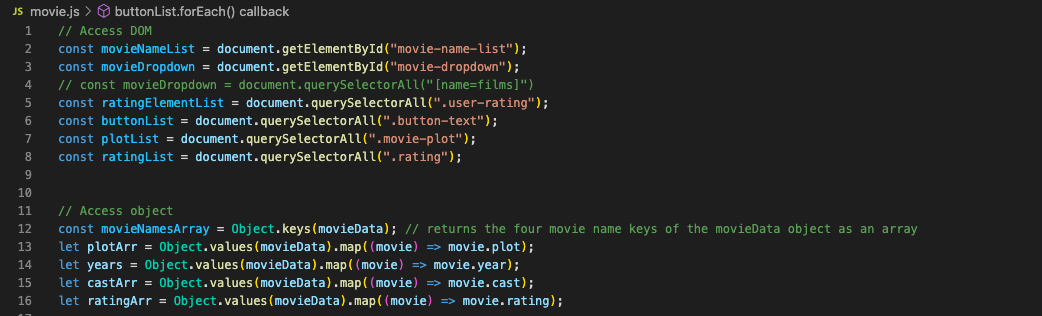 JS movie.js > buttonList.forEach() callback
1 // Access DOM
2 const movieNameList = document.getElementById("movie-name-list");
3 const movieDropdown = document.getElementById("movie-dropdown");
4 // const movieDropdown = document.querySelectorAll("[name=films]")
5 const ratingElementList = document.querySelectorAll(".user-rating");
6 const buttonList = document.querySelectorAll(".button-text");
7 const plotList = document.querySelectorAll(".movie-plot");
8 const ratingList = document.querySelectorAll(".rating");
9
10
11 // Access object
12 const movieNamesArray = Object.keys(movieData); // returns the four movie name keys of the movieData object as an array
13 let plotArr = Object.values(movieData).map((movie) => movie.plot);
14 let years = Object.values(movieData).map((movie) => movie.year);
15 let castArr = Object.values(movieData).map((movie) => movie.cast);
16 let ratingArr = Object.values(movieData).map((movie) => movie.rating);